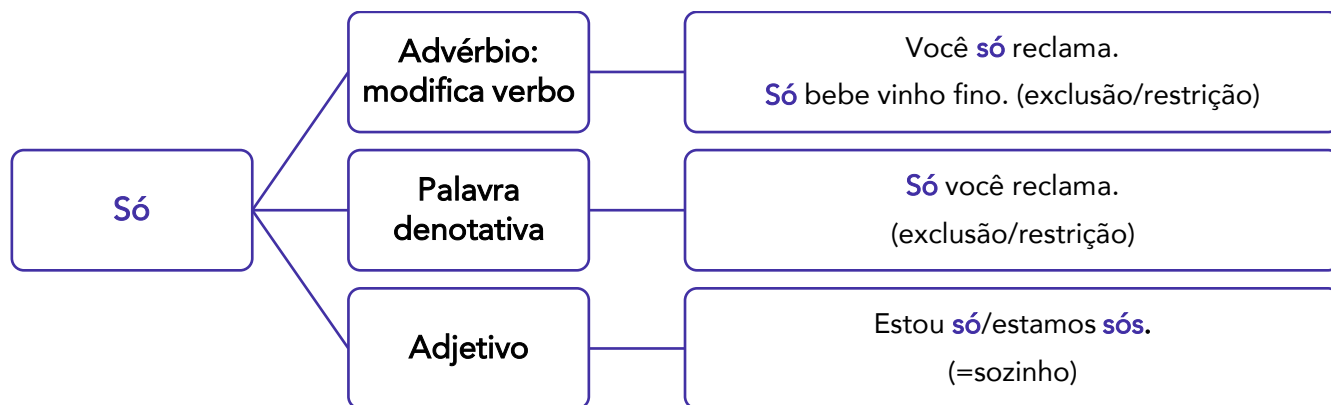 Só
Advérbio:
modifica verbo
Você só reclama.
Só bebe vinho fino. (exclusão/restrição)
Palavra
denotativa
Só você reclama.
(exclusão/restrição)
Adjetivo
Estou só/estamos sós.
(=sozinho)